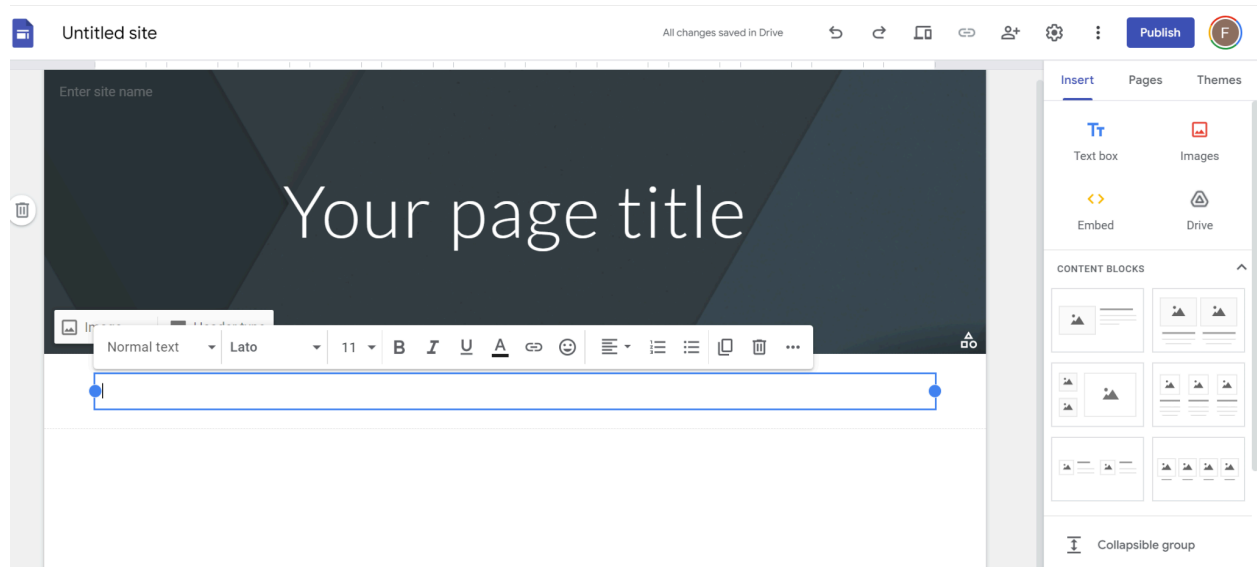 Untitled site
All changes saved in Drive
Publish
F
Insert Pages Themes
Enter site name
Your page title
Text box Images
Embed Drive
CONTENT BLOCKS
Normal text Lato 11 B I U A
Collapsible group